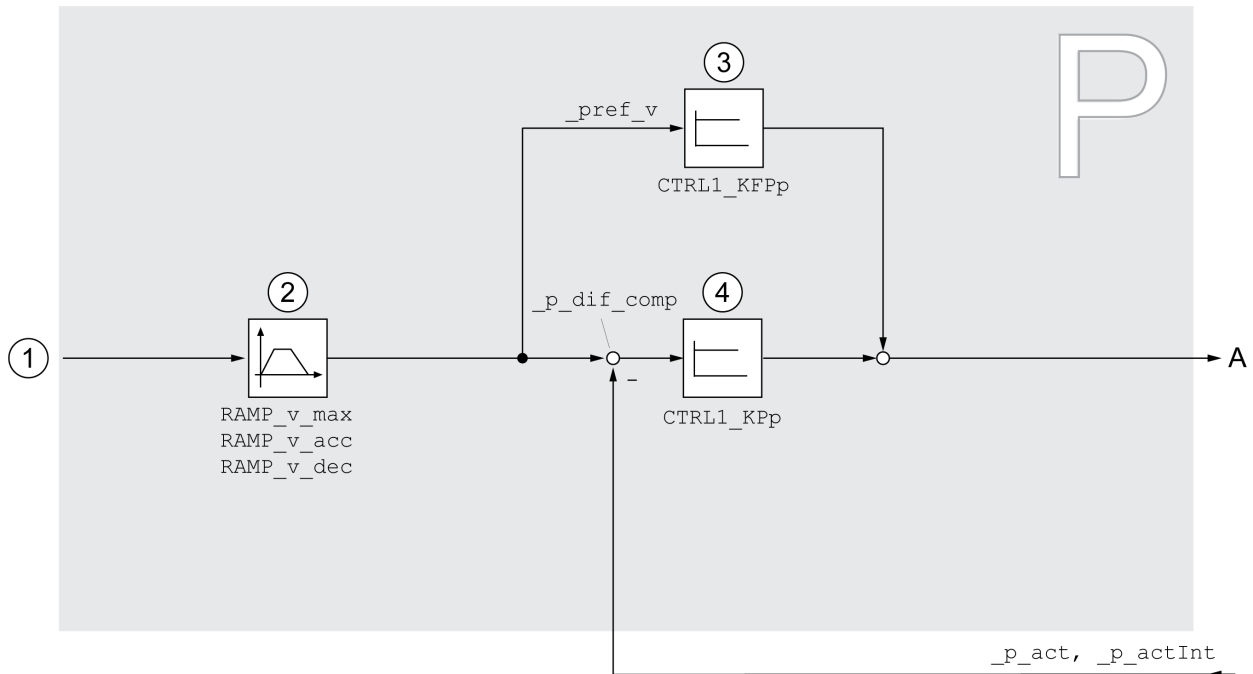 P
3
_pref_v
CTRL1_KFPp
2
_p_dif_comp
4
1
A
-
RAMP_v_max
CTRL1_KPp
RAMP_v_acc
RAMP_v_dec
_p_act, _p_actInt